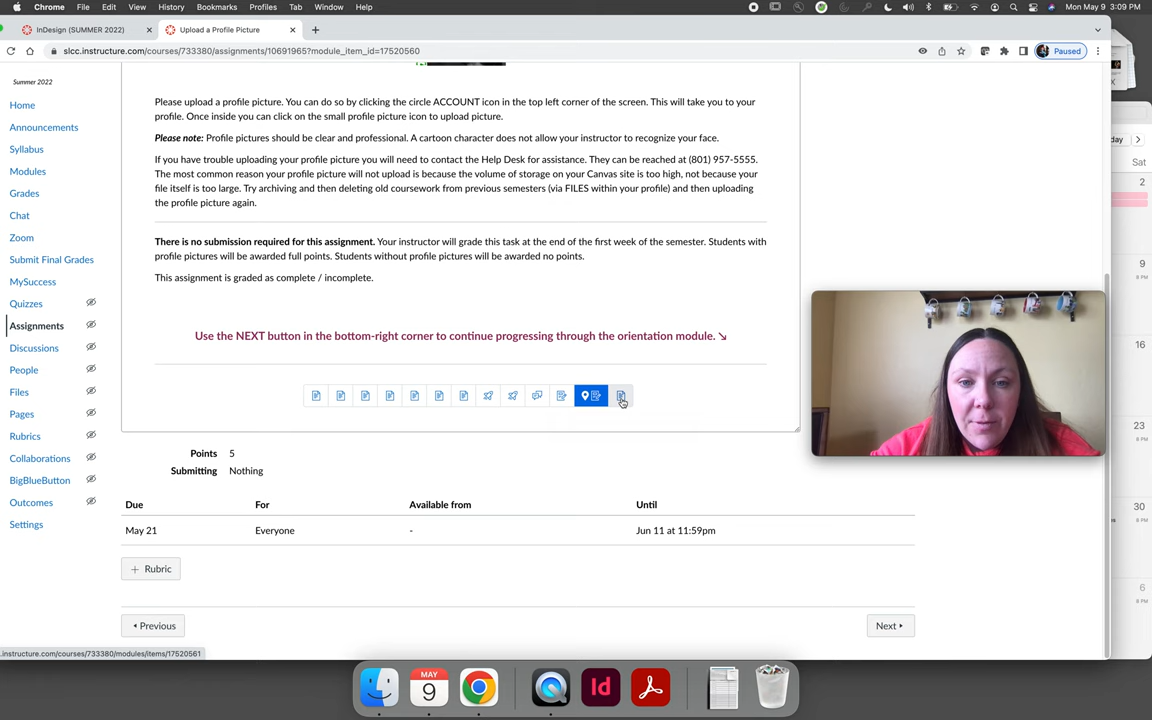 Chrome File Edit View History Bookmarks Profiles Tab Window Help Mon May 9 3:09 PM
InDesign (SUMMER 2022) Upload a Profile Picture
slcc.instructure.com/courses/733380/assignments/10691965?module_item_id=17520560 Paused
Summer 2022
Home
Announcements
Syllabus
Modules
Grades
Chat
Zoom
Submit Final Grades
MySuccess
Quizzes
Assignments
Discussions
People
Files
Pages
Rubrics
Collaborations
BigBlueButton
Outcomes
Settings
Please upload a profile picture. You can do so by clicking the circle ACCOUNT icon in the top left corner of the screen. This will take you to your
profile. Once inside you can click on the small profile picture icon to upload picture.
Please note: Profile pictures should be clear and professional. A cartoon character does not allow your instructor to recognize your face.
If you have trouble uploading your profile picture you will need to contact the Help Desk for assistance. They can be reached at (801) 957-5555.
The most common reason your profile picture will not upload is because the volume of storage on your Canvas site is too high, not because your
file itself is too large. Try archiving and then deleting old coursework from previous semesters (via FILES within your profile) and then uploading
the profile picture again.
There is no submission required for this assignment. Your instructor will grade this task at the end of the first week of the semester. Students with
profile pictures will be awarded full points. Students without profile pictures will be awarded no points.
This assignment is graded as complete / incomplete.
Use the NEXT button in the bottom-right corner to continue progressing through the orientation module. ↘
Points 5
Submitting Nothing
Due For Available from Until
May 21 Everyone - Jun 11 at 11:59pm
+ Rubric
Previous Next
.instructure.com/courses/733380/modules/items/17520561
day
Sat
2
9
8 PM
16
23
8 PM
30
8 PM
6
8 PM
MAY
9
Id